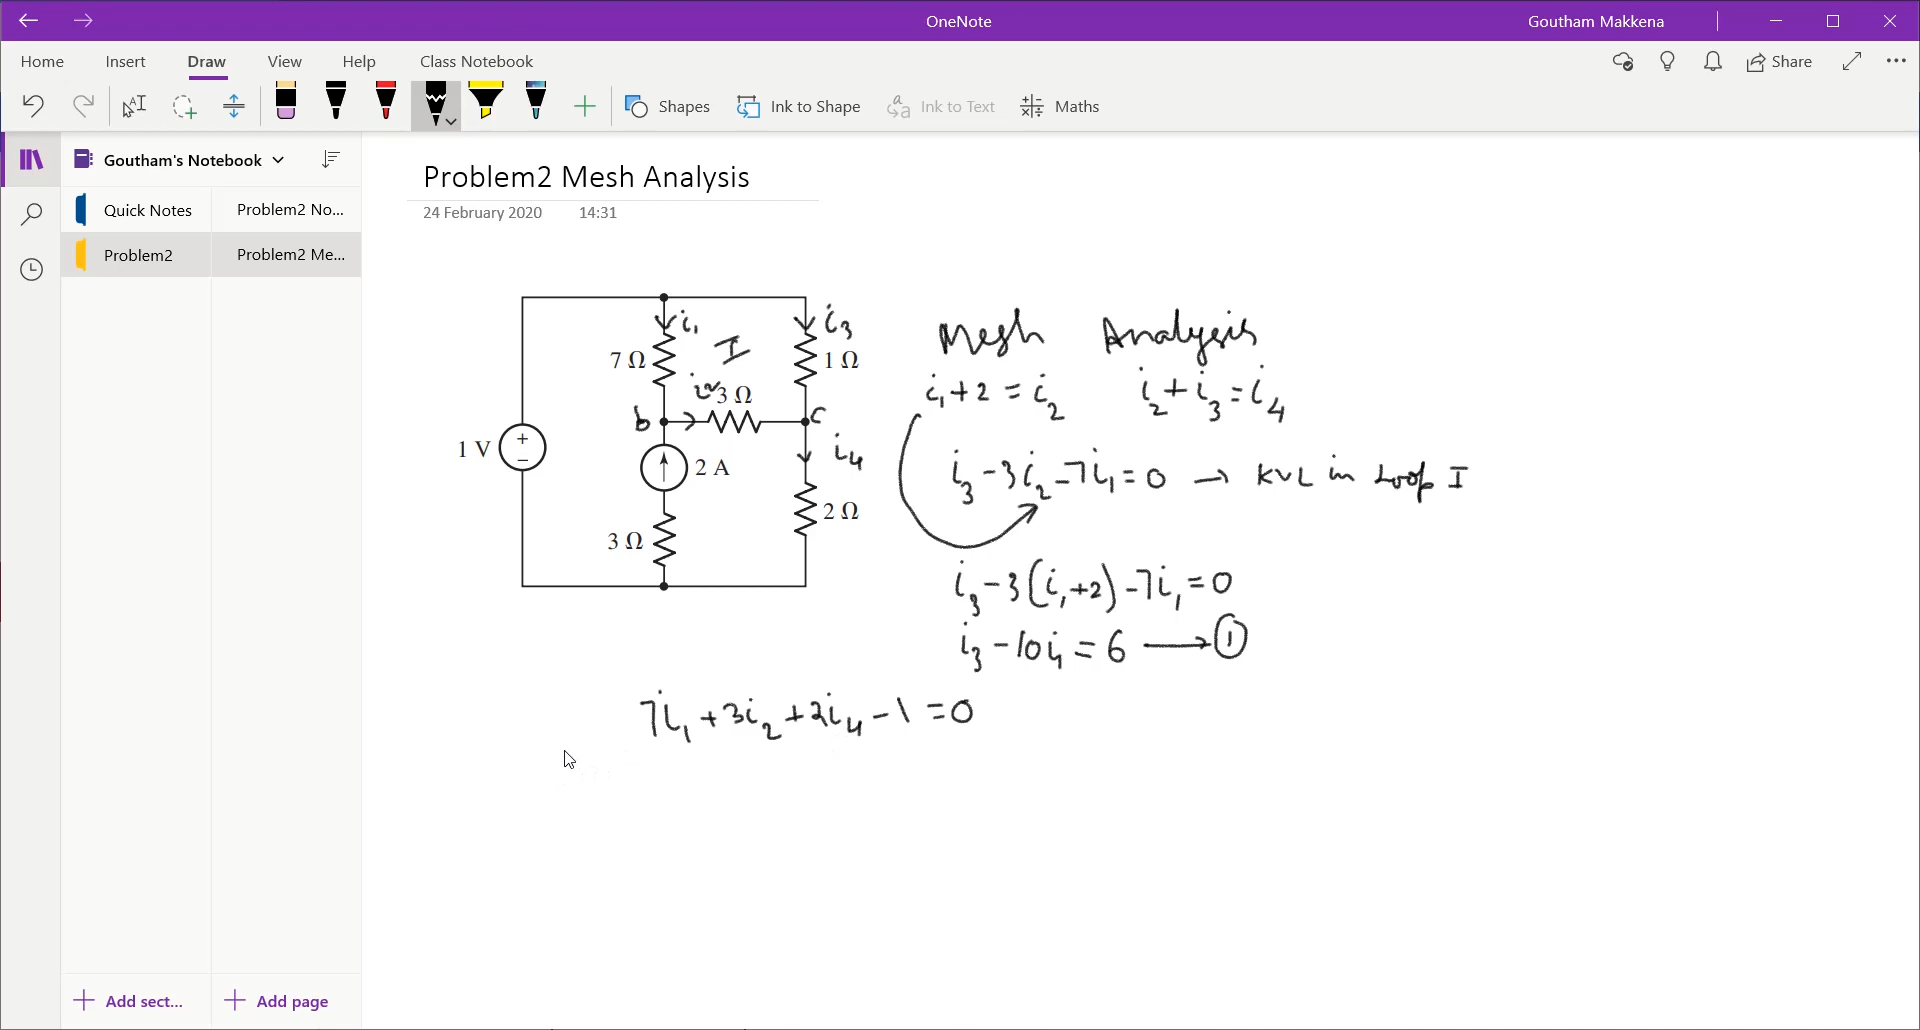 OneNote
Goutham Makkena
Home Insert Draw View Help Class Notebook
Share
Shapes Ink to Shape Ink to Text Maths
Goutham's Notebook
Quick Notes
Problem2
Problem2 No...
Problem2 Me...
Add sect...
Add page
Problem2 Mesh Analysis
24 February 2020 14:31
i₁ I i₃
7 Ω 1 Ω
i₂ 3 Ω
b c
1 V + − 2 A i₄
3 Ω 2 Ω
Mesh Analysis
i₁ + 2 = i₂ i₂ + i₃ = i₄
i₃ − 3i₂ − 7i₁ = 0 → KVL in Loop I
i₃ − 3(i₁ + 2) − 7i₁ = 0
i₃ − 10i₁ = 6 → ①
7i₁ + 3i₂ + 2i₄ − 1 = 0